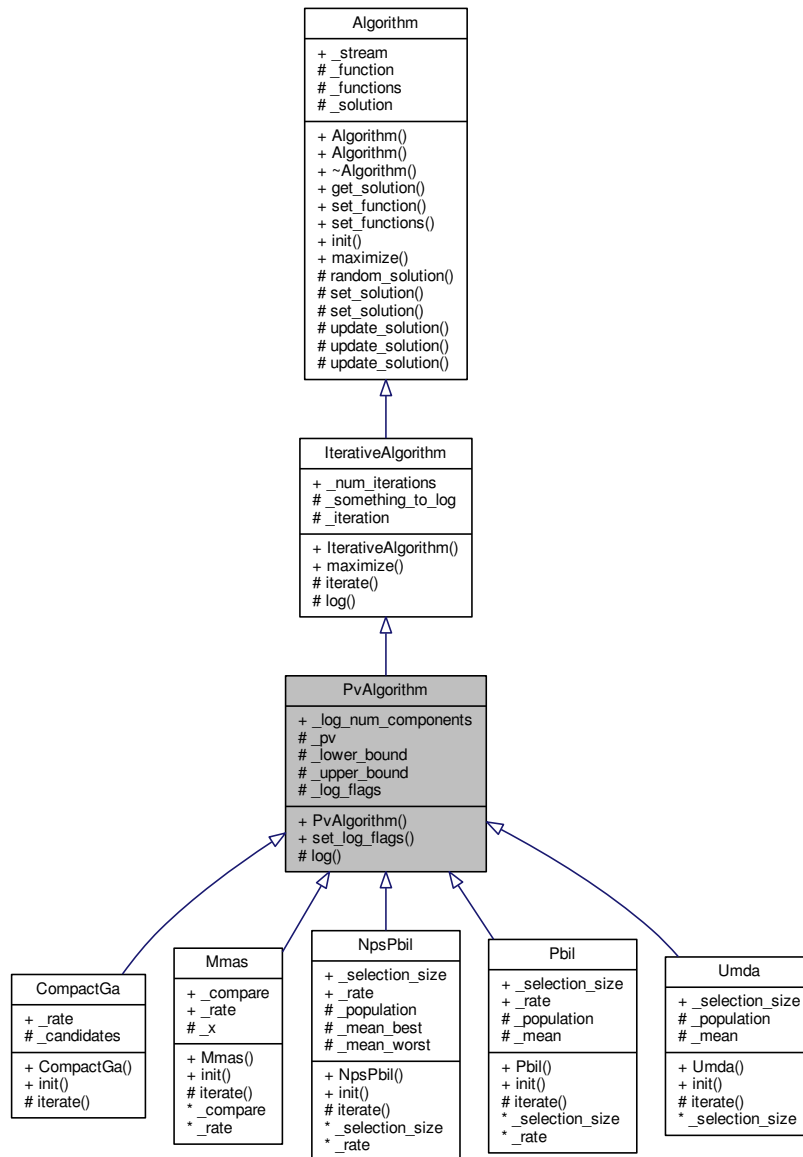 Algorithm
+ _stream
# _function
# _functions
# _solution
+ Algorithm()
+ Algorithm()
+ ~Algorithm()
+ get_solution()
+ set_function()
+ set_functions()
+ init()
+ maximize()
# random_solution()
# set_solution()
# set_solution()
# update_solution()
# update_solution()
# update_solution()
IterativeAlgorithm
+ _num_iterations
# _something_to_log
# _iteration
+ IterativeAlgorithm()
+ maximize()
# iterate()
# log()
PvAlgorithm
+ _log_num_components
# _pv
# _lower_bound
# _upper_bound
# _log_flags
+ PvAlgorithm()
+ set_log_flags()
# log()
CompactGa
+ _rate
# _candidates
+ CompactGa()
+ init()
# iterate()
Mmas
+ _compare
+ _rate
# _x
+ Mmas()
+ init()
# iterate()
* _compare
* _rate
NpsPbil
+ _selection_size
+ _rate
# _population
# _mean_best
# _mean_worst
+ NpsPbil()
+ init()
# iterate()
* _selection_size
* _rate
Pbil
+ _selection_size
+ _rate
# _population
# _mean
+ Pbil()
+ init()
# iterate()
* _selection_size
* _rate
Umda
+ _selection_size
# _population
# _mean
+ Umda()
+ init()
# iterate()
* _selection_size